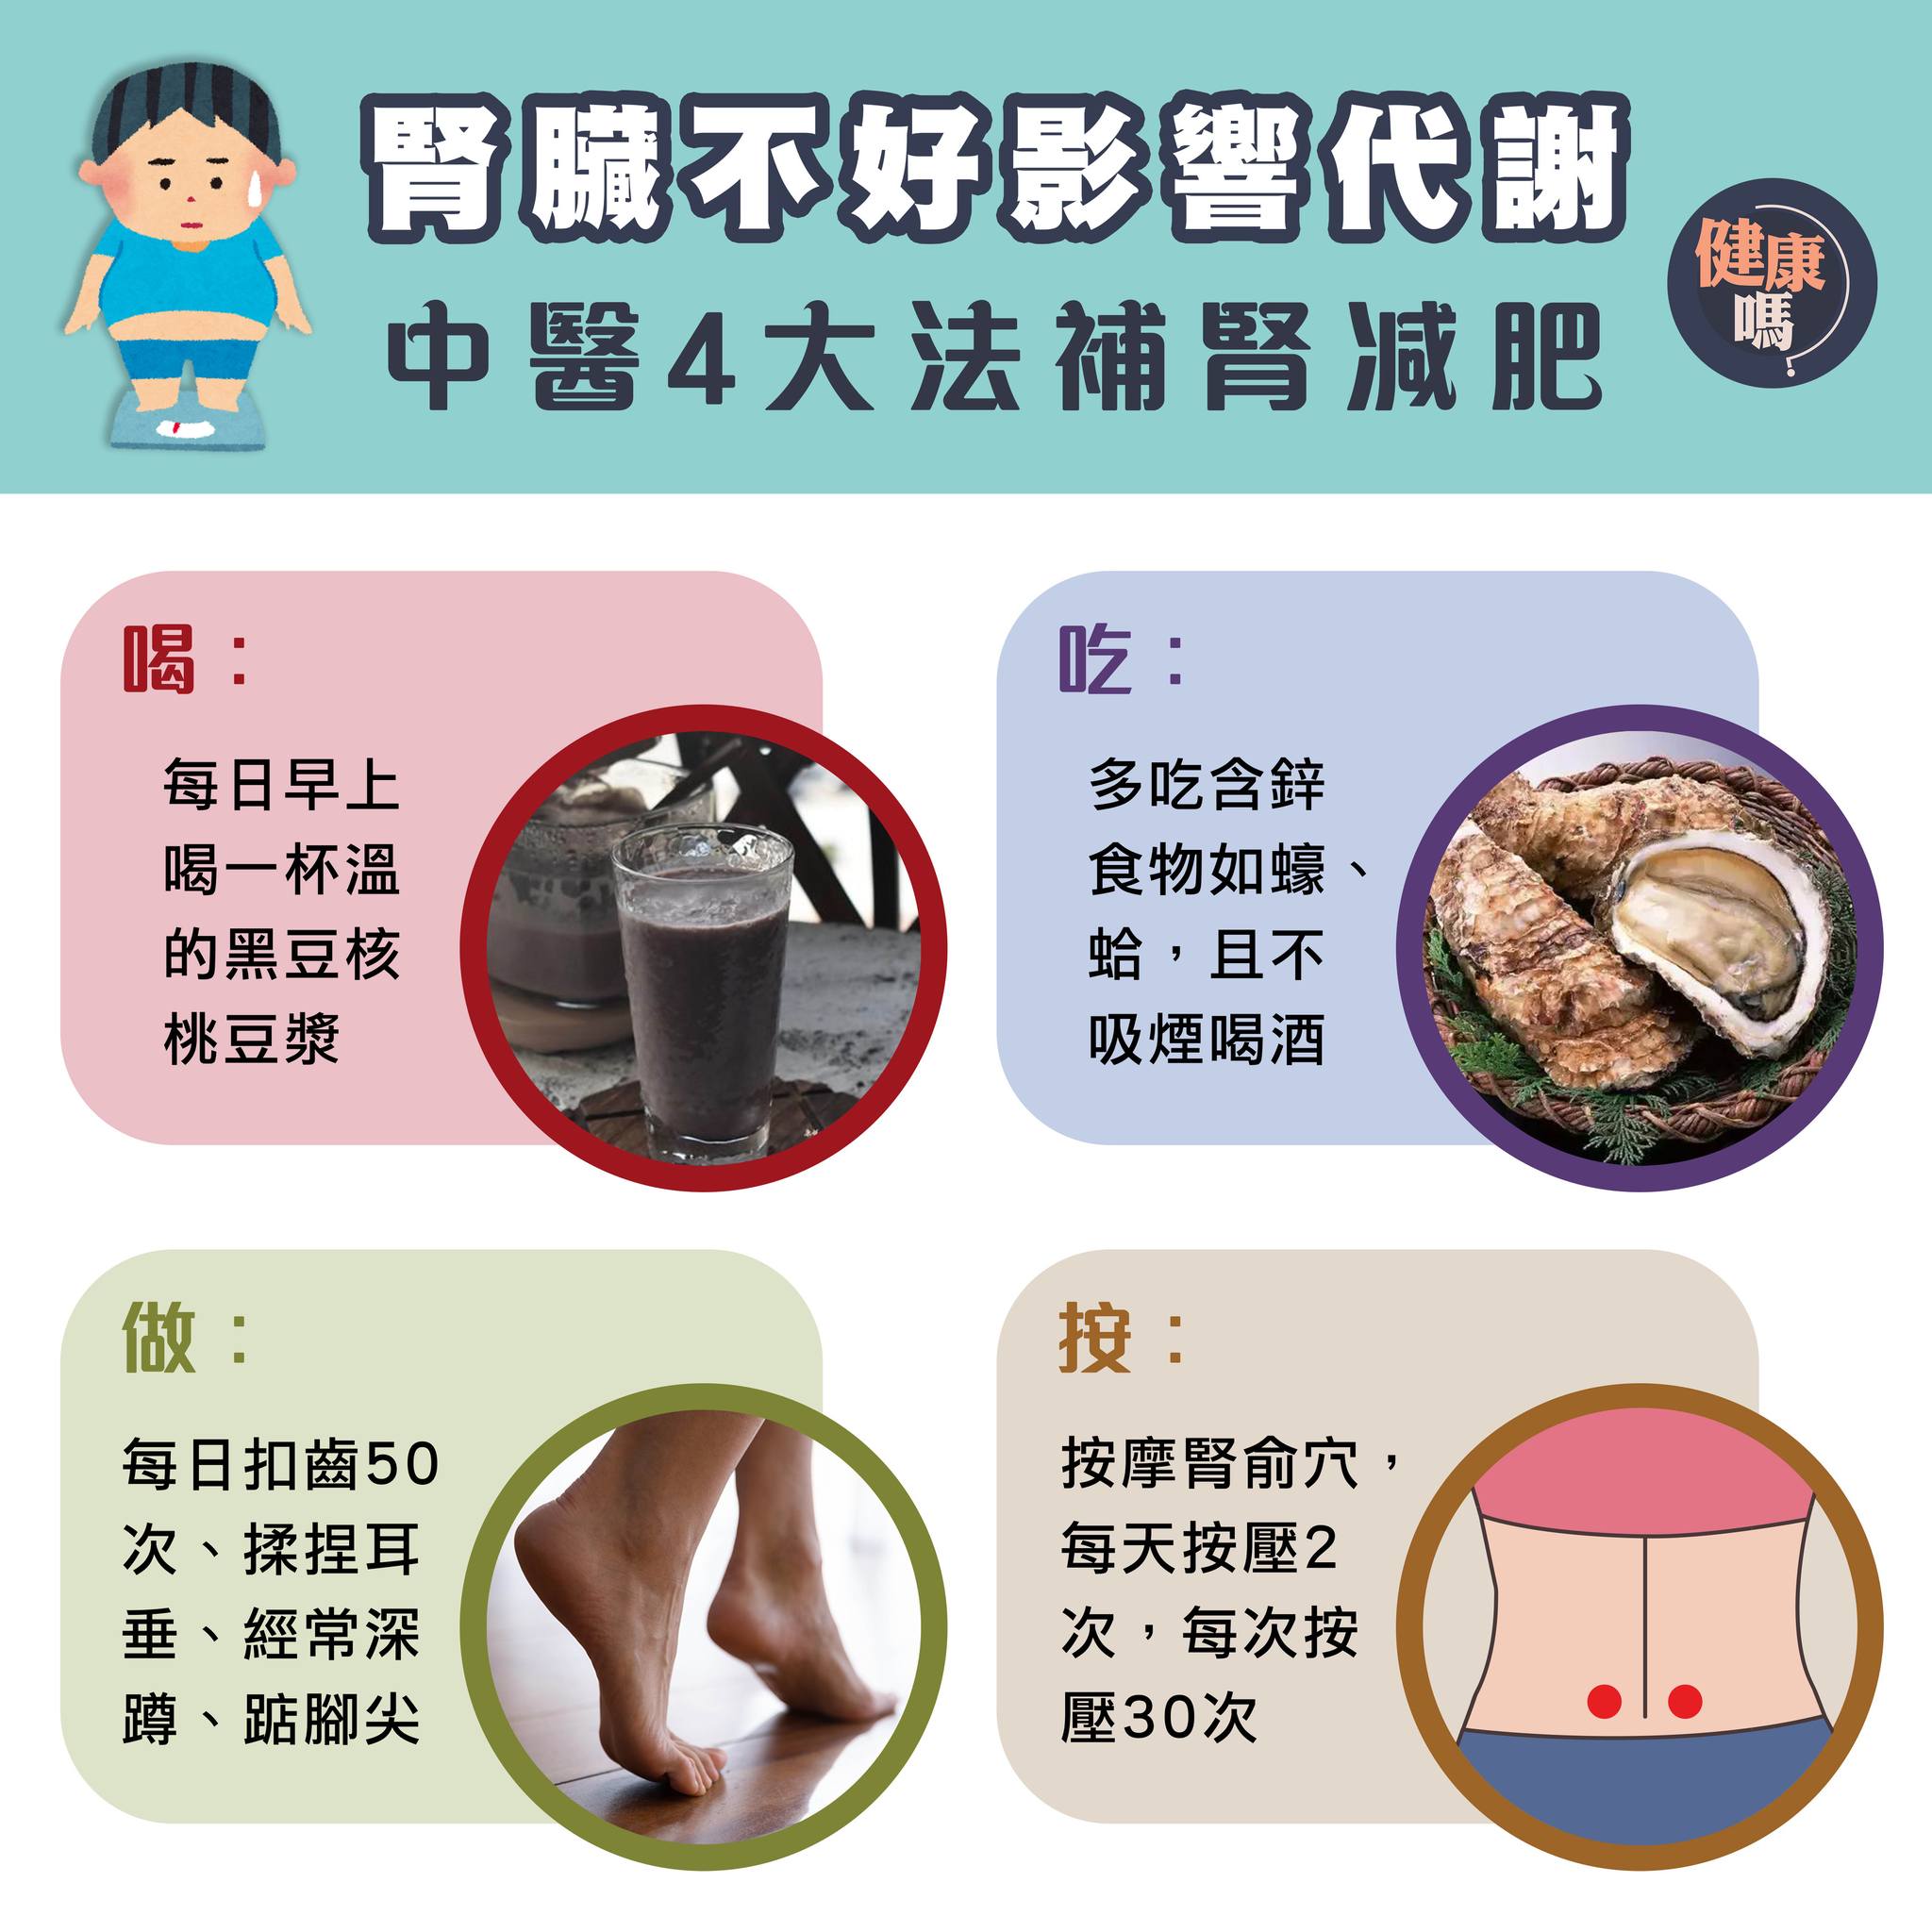 腎臟不好影響代謝
中醫4大法補腎減肥
健康
嗎?
喝：
每日早上
喝一杯溫
的黑豆核
桃豆漿
吃：
多吃含鋅
食物如蠔、
蛤，且不
吸煙喝酒
做：
每日扣齒50
次、揉捏耳
垂、經常深
蹲、踮腳尖
按：
按摩腎俞穴，
每天按壓2
次，每次按
壓30次